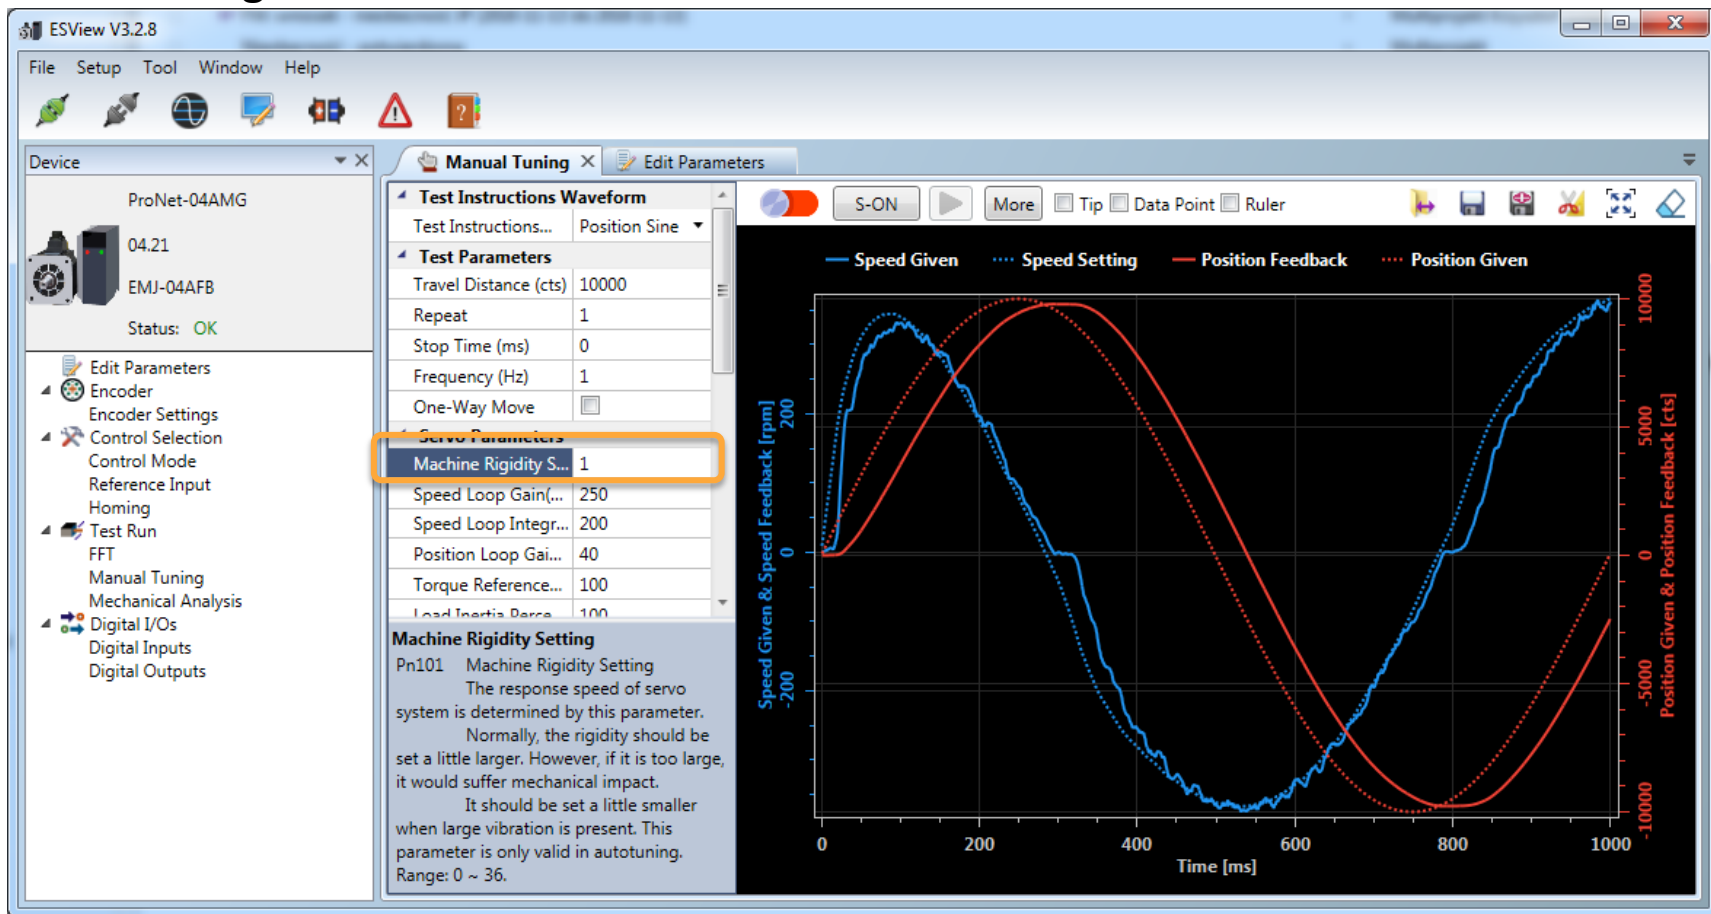 ESView V3.2.8
File Setup Tool Window Help
Device
Manual Tuning
Edit Parameters
ProNet-04AMG
04.21
EMJ-04AFB
Status: OK
Edit Parameters
Encoder
Encoder Settings
Control Selection
Control Mode
Reference Input
Homing
Test Run
FFT
Manual Tuning
Mechanical Analysis
Digital I/Os
Digital Inputs
Digital Outputs
Test Instructions Waveform
Test Instructions... Position Sine
Test Parameters
Travel Distance (cts) 10000
Repeat 1
Stop Time (ms) 0
Frequency (Hz) 1
One-Way Move
Servo Parameters
Machine Rigidity S... 1
Speed Loop Gain(... 250
Speed Loop Integr... 200
Position Loop Gai... 40
Torque Reference... 100
Load Inertia Perce 100
Machine Rigidity Setting
Pn101 Machine Rigidity Setting
The response speed of servo
system is determined by this parameter.
Normally, the rigidity should be
set a little larger. However, if it is too large,
it would suffer mechanical impact.
It should be set a little smaller
when large vibration is present. This
parameter is only valid in autotuning.
Range: 0 ~ 36.
S-ON More Tip Data Point Ruler
Speed Given Speed Setting Position Feedback Position Given
Speed Given & Speed Feedback [rpm]
200
0
-200
10000
5000
0
-5000
-10000
Position Given & Position Feedback [cts]
0 200 400 600 800 1000
Time [ms]